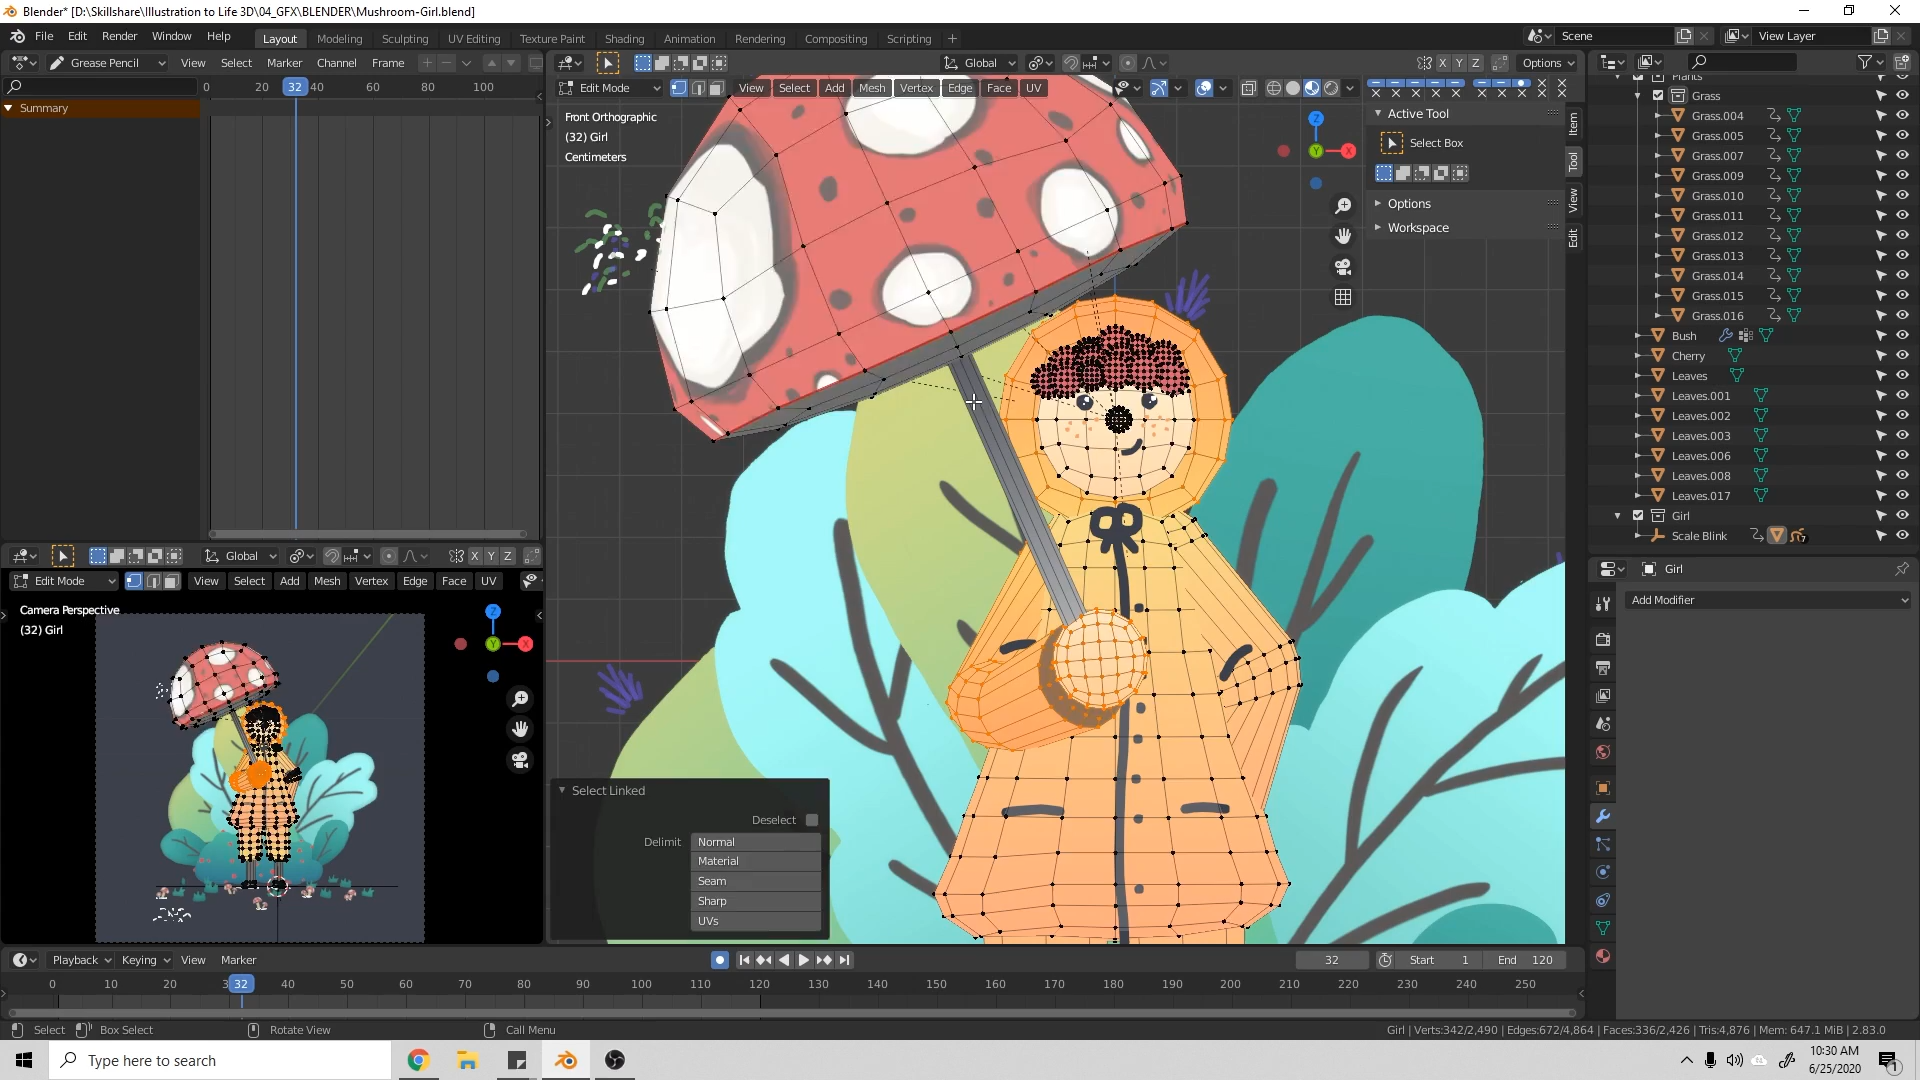 Blender* [D:\Skillshare\Illustration to Life 3D\04_GFX\BLENDER\Mushroom-Girl.blend]
File Edit Render Window Help Layout Modeling Sculpting UV Editing Texture Paint Shading Animation Rendering Compositing Scripting + Scene View Layer
Grease Pencil View Select Marker Channel Frame Global X Y Z Options
0 20 32 40 60 80 100
Edit Mode View Select Add Mesh Vertex Edge Face UV
Summary
Front Orthographic
(32) Girl
Centimeters
Z
X
Y
Active Tool
Select Box
Options
Workspace
Item
Tool
View
Edit
Plants
Grass
Grass.004
Grass.005
Grass.007
Grass.009
Grass.010
Grass.011
Grass.012
Grass.013
Grass.014
Grass.015
Grass.016
Bush
Cherry
Leaves
Leaves.001
Leaves.002
Leaves.003
Leaves.006
Leaves.008
Leaves.017
Girl
Scale Blink
7
Girl
Add Modifier
Global X Y Z
Edit Mode View Select Add Mesh Vertex Edge Face UV
Camera Perspective
(32) Girl
Z
Y
X
Select Linked
Deselect
Delimit Normal
Material
Seam
Sharp
UVs
Playback Keying View Marker 32 Start 1 End 120
0 10 20 3 32 40 50 60 70 80 90 100 110 120 130 140 150 160 170 180 190 200 210 220 230 240 250
Select Box Select Rotate View Call Menu Girl | Verts:342/2,490 | Edges:672/4,864 | Faces:336/2,426 | Tris:4,876 | Mem: 647.1 MiB | 2.83.0
Type here to search
10:30 AM
6/25/2020
1